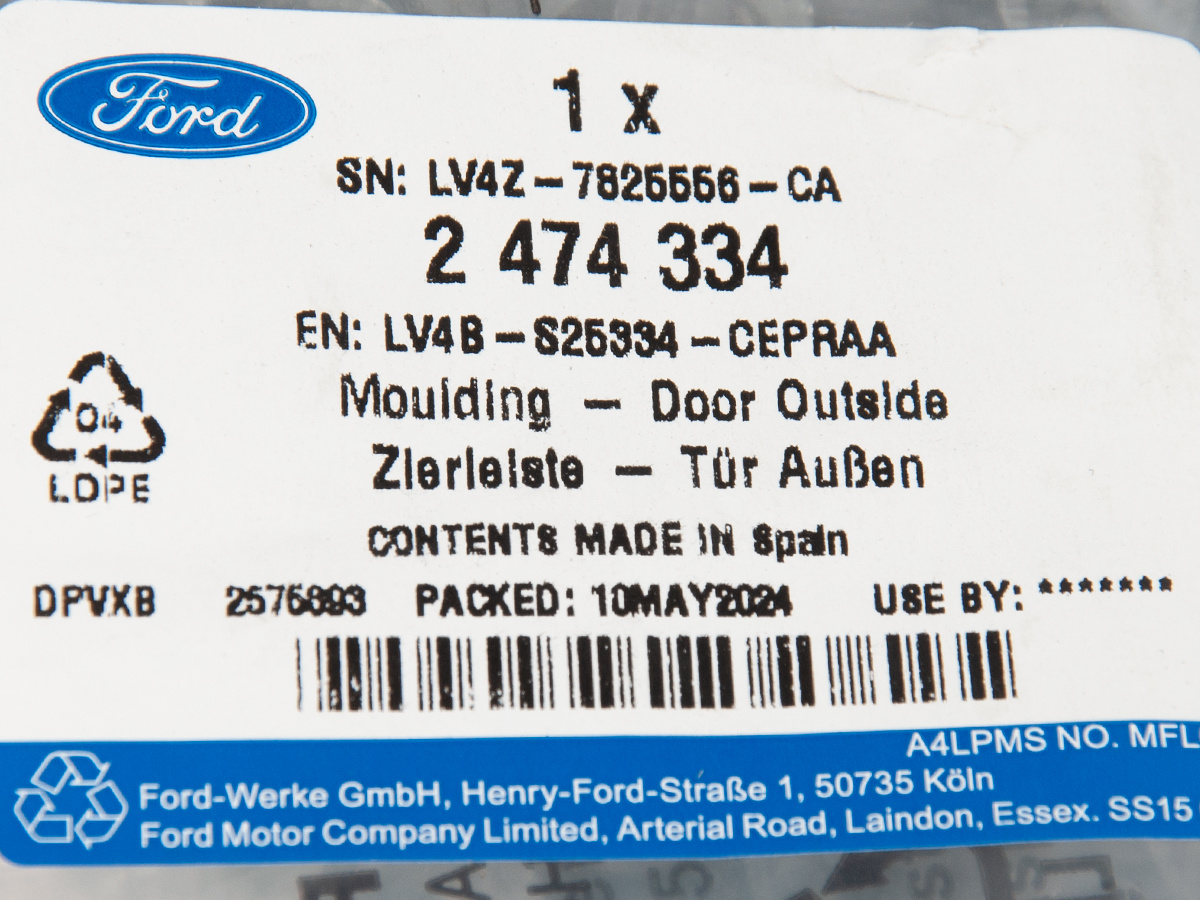 Ford
1 x
SN: LV4Z-7825556-CA
2 474 334
EN: LV4B-S25334-CEPRAA
Moulding - Door Outside
Zierleiste - Tür Außen
04
LDPE
CONTENTS MADE IN Spain
DPVXB 2576893 PACKED: 10MAY2024 USE BY: *******
A4LPMS NO. MFL
Ford-Werke GmbH, Henry-Ford-Straße 1, 50735 Köln
Ford Motor Company Limited, Arterial Road, Laindon, Essex. SS15